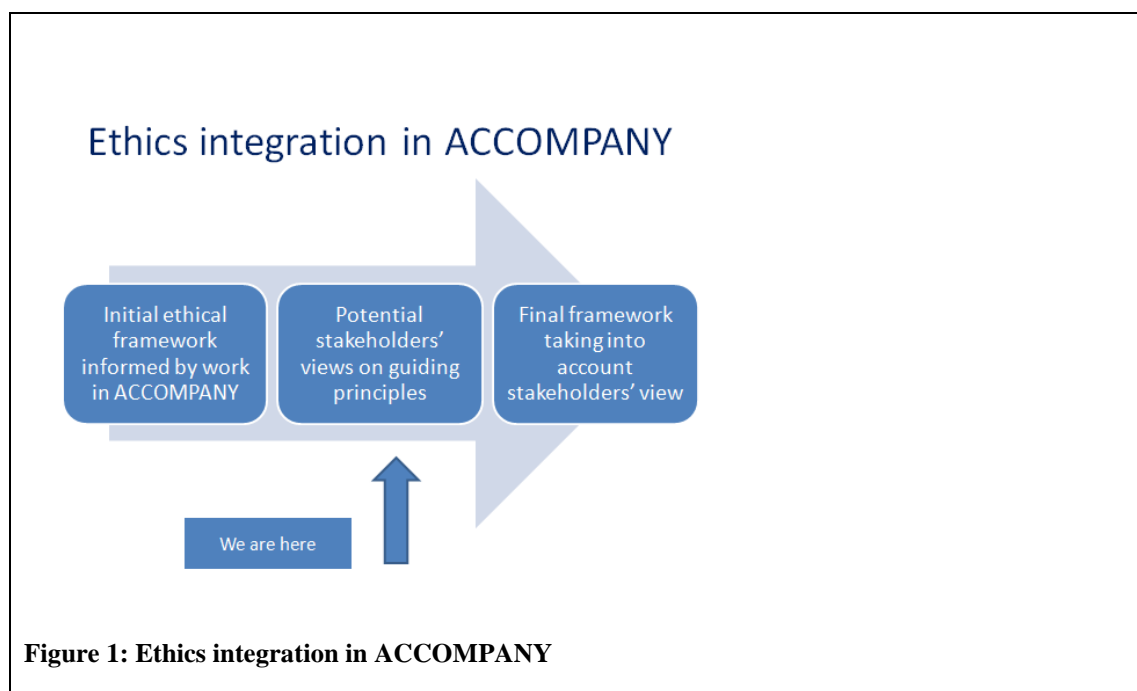 Ethics integration in ACCOMPANY
Initial ethical
framework
informed by work
in ACCOMPANY
Potential
stakeholders’
views on guiding
principles
Final framework
taking into
account
stakeholders’ view
We are here
Figure 1: Ethics integration in ACCOMPANY